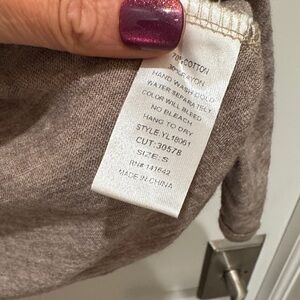 70% COTTON
30% RAYON
HAND WASH COLD
WATER SEPARATELY
COLOR WILL BLEED
NO BLEACH
HANG TO DRY
STYLE:YL18061
CUT:30578
SIZE:S
RN# 141642
MADE IN CHINA